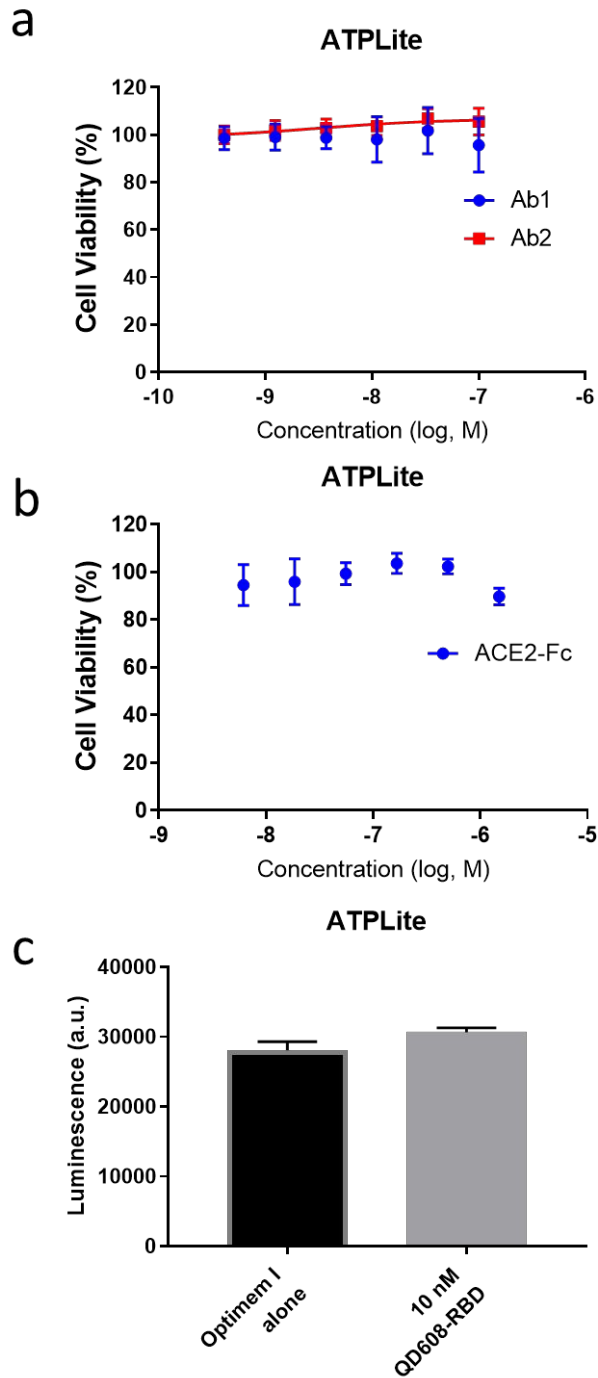 a
ATPLite
120
100
80
60
40
20
0
Cell Viability (%)
Ab1
Ab2
-10 -9 -8 -7 -6
Concentration (log, M)
b
ATPLite
120
100
80
60
40
20
0
Cell Viability (%)
ACE2-Fc
-9 -8 -7 -6 -5
Concentration (log, M)
c
ATPLite
40000
30000
20000
10000
0
Luminescence (a.u.)
Optimem I
alone
10 nM
QD608-RBD